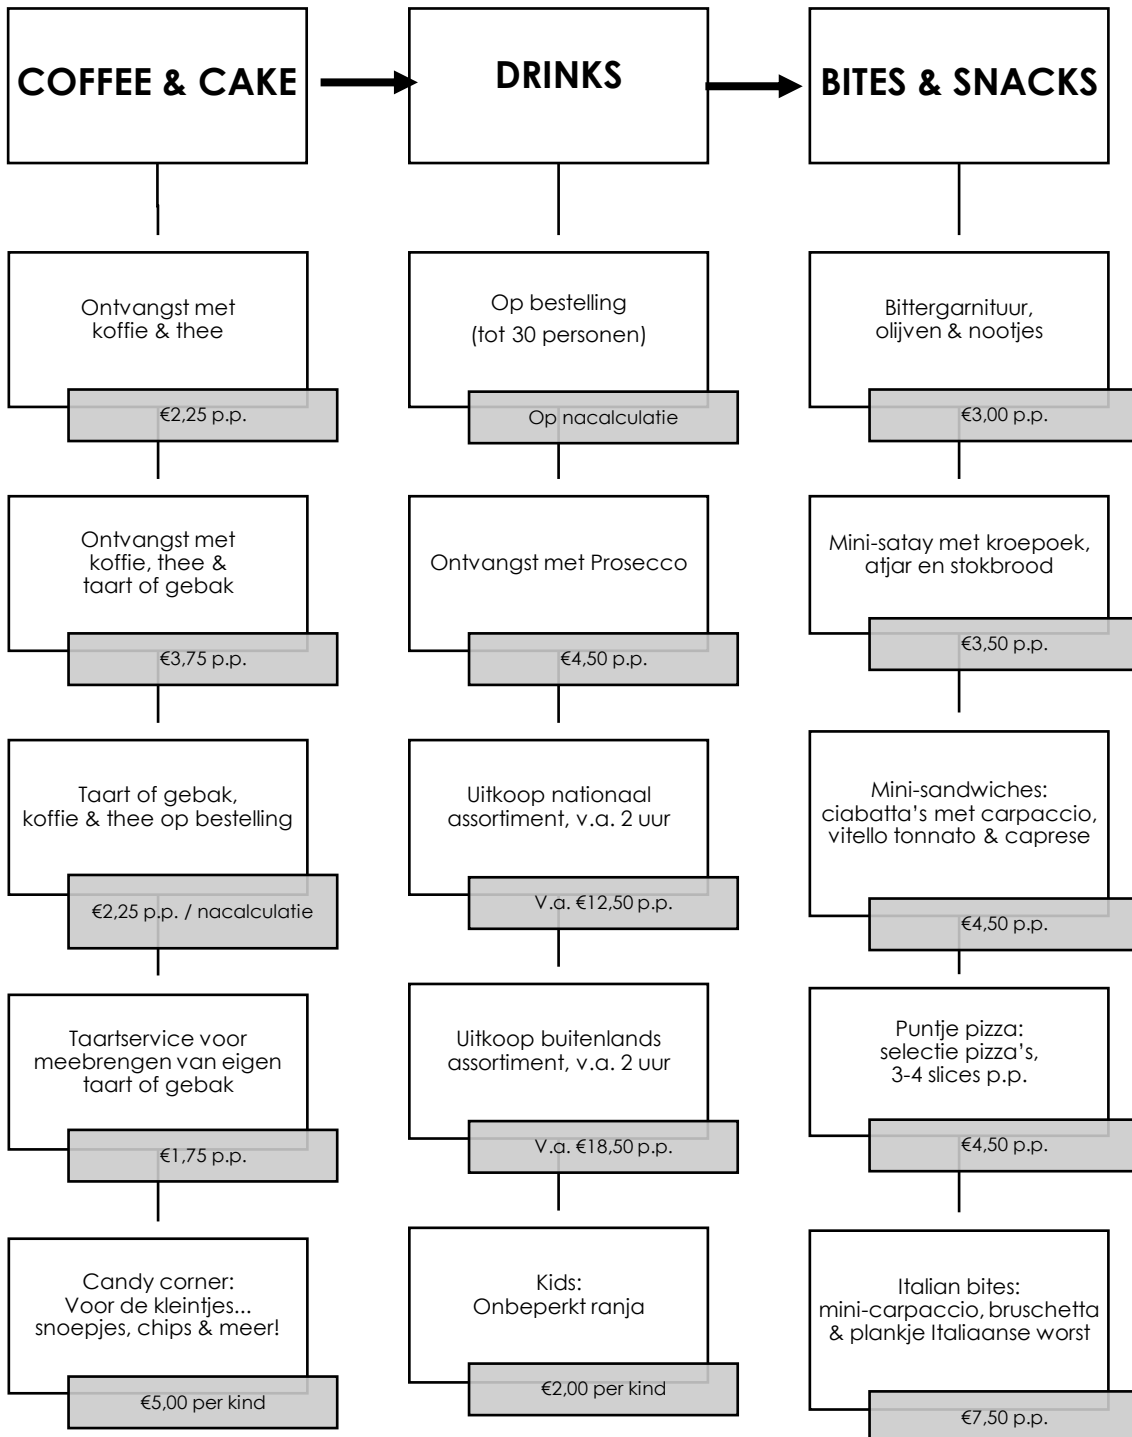 COFFEE & CAKE
Ontvangst met
koffie & thee
€2,25 p.p.
Ontvangst met
koffie, thee &
taart of gebak
€3,75 p.p.
Taart of gebak,
koffie & thee op bestelling
€2,25 p.p. / nacalculatie
Taartservice voor
meebrengen van eigen
taart of gebak
€1,75 p.p.
Candy corner:
Voor de kleintjes...
snoepjes, chips & meer!
€5,00 per kind
DRINKS
Op bestelling
(tot 30 personen)
Op nacalculatie
Ontvangst met Prosecco
€4,50 p.p.
Uitkoop nationaal
assortiment, v.a. 2 uur
V.a. €12,50 p.p.
Uitkoop buitenlands
assortiment, v.a. 2 uur
V.a. €18,50 p.p.
Kids:
Onbeperkt ranja
€2,00 per kind
BITES & SNACKS
Bittergarnituur,
olijven & nootjes
€3,00 p.p.
Mini-satay met kroepoek,
atjar en stokbrood
€3,50 p.p.
Mini-sandwiches:
ciabatta's met carpaccio,
vitello tonnato & caprese
€4,50 p.p.
Puntje pizza:
selectie pizza's,
3-4 slices p.p.
€4,50 p.p.
Italian bites:
mini-carpaccio, bruschetta
& plankje Italiaanse worst
€7,50 p.p.